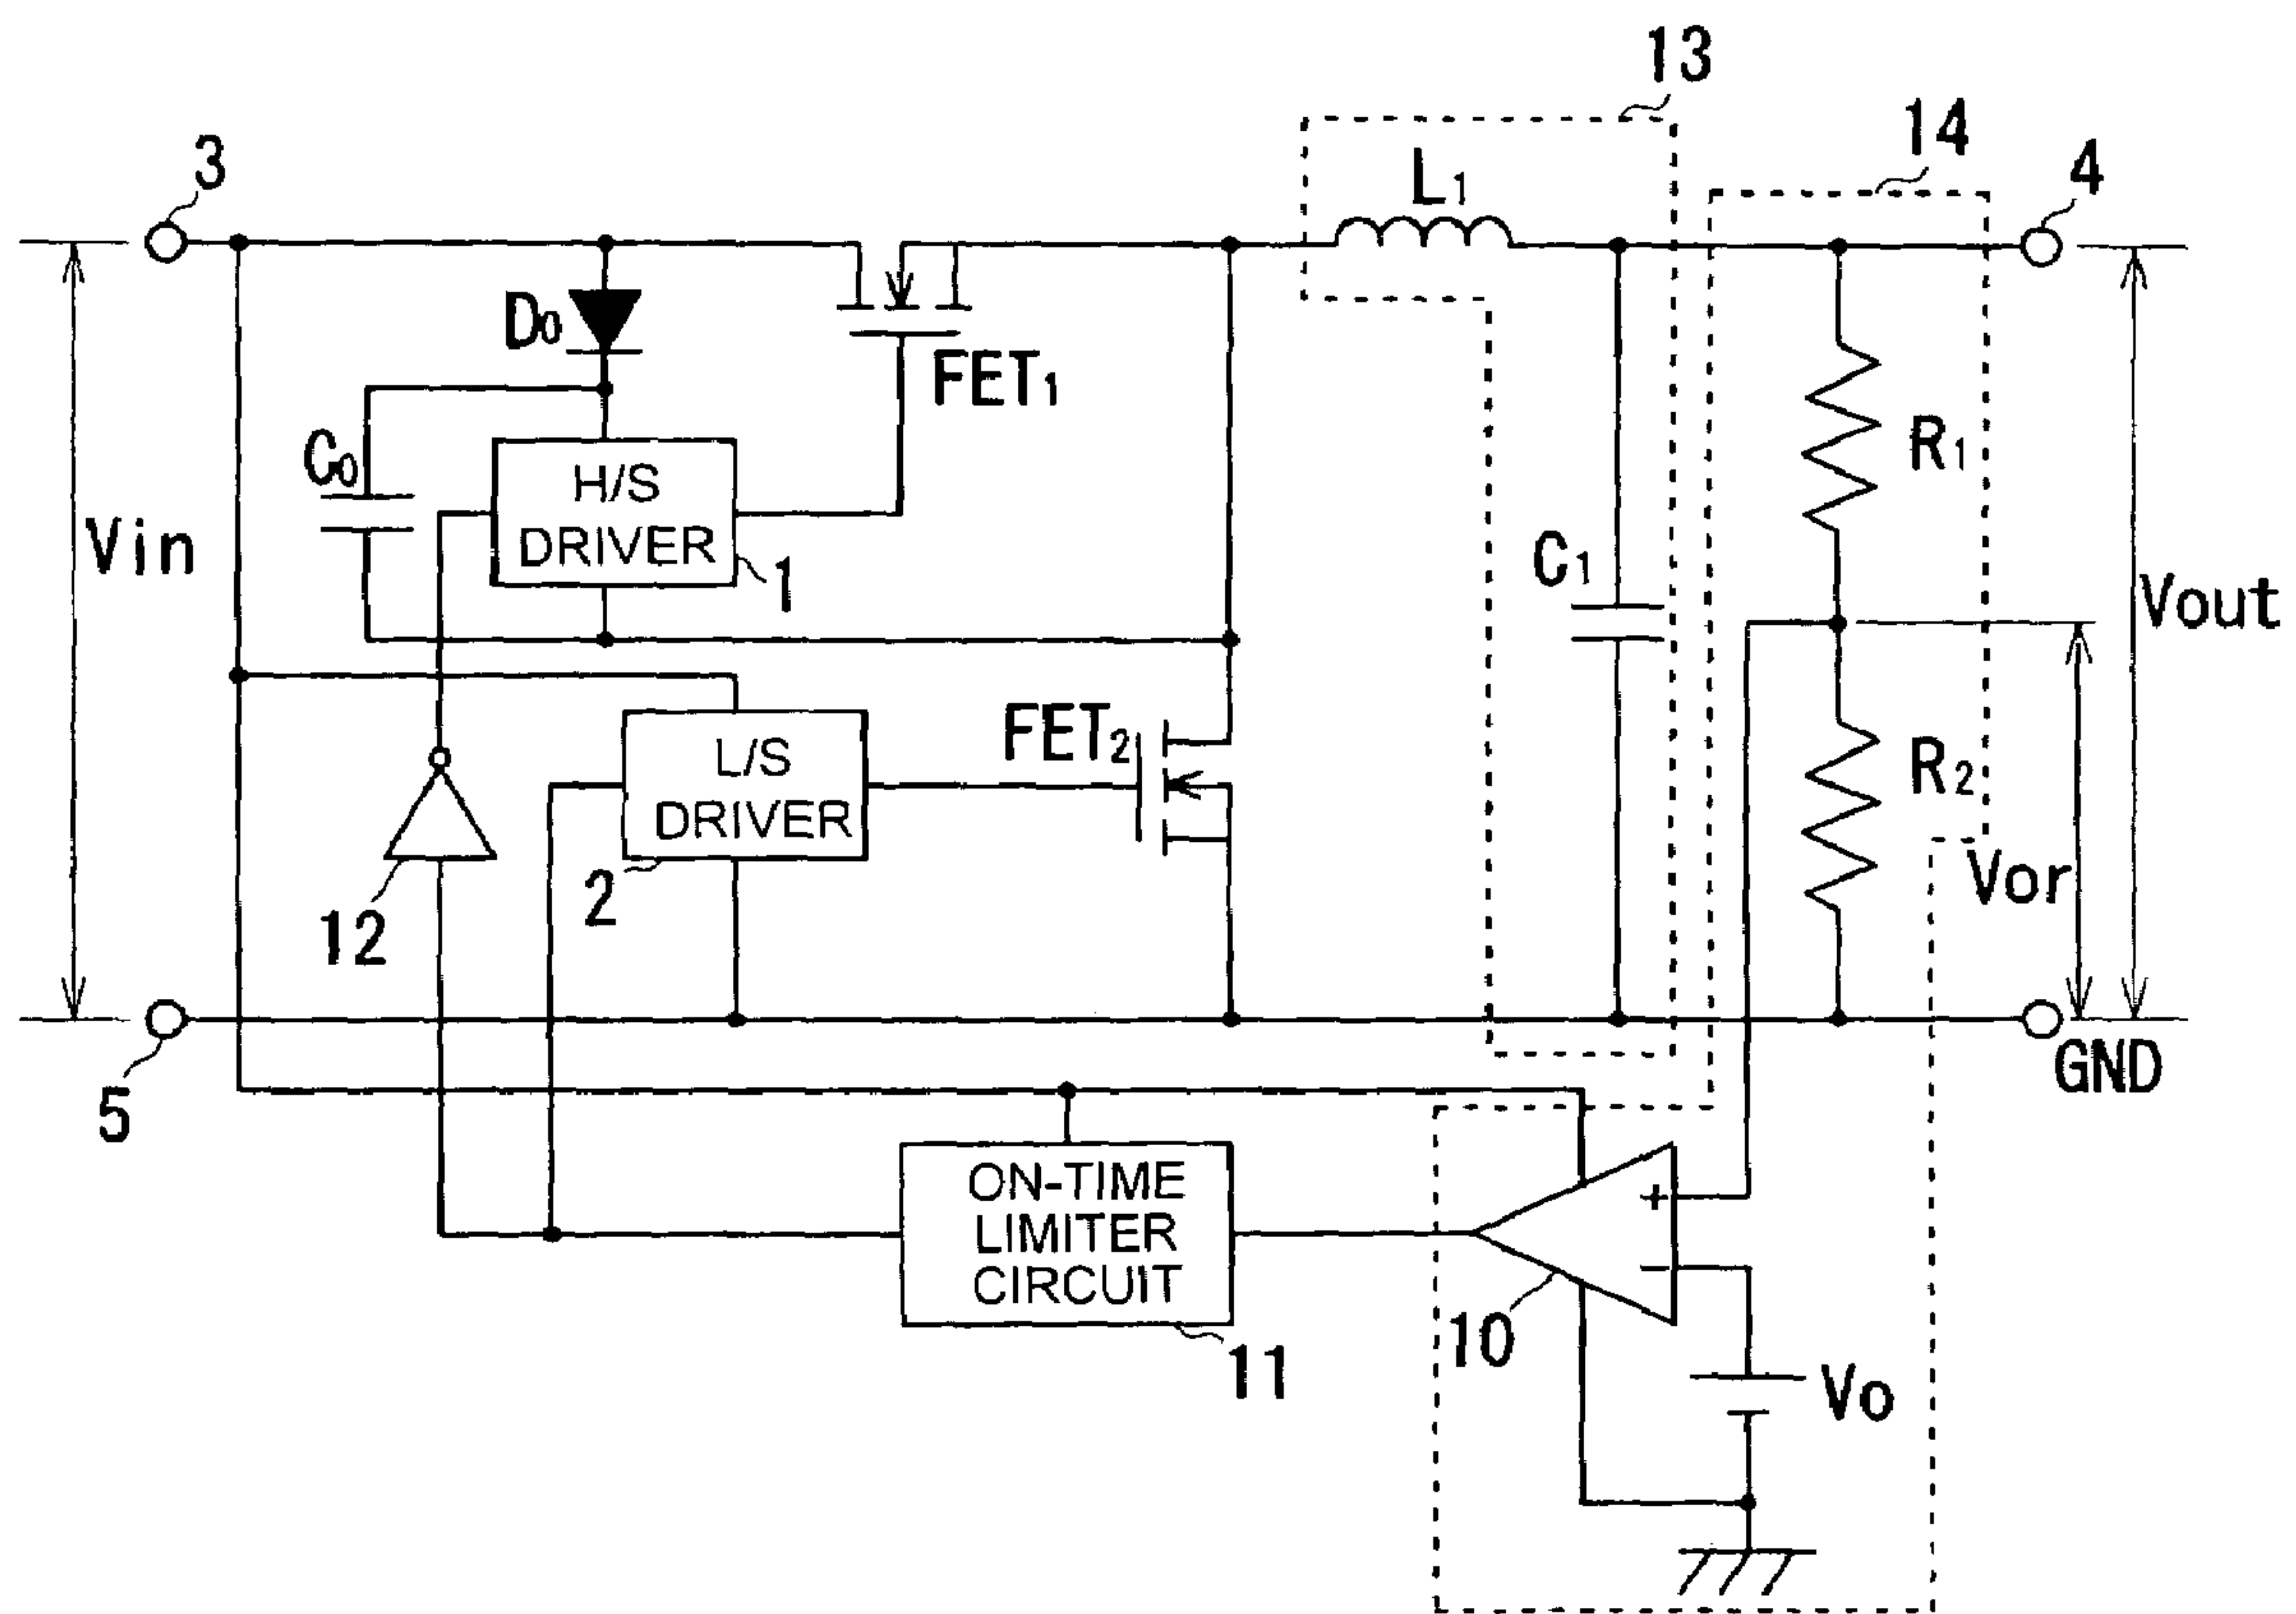 13
14
3
4
L1
D0
FET1
C0
H/S
DRIVER
R1
Vin
1
C1
Vout
FET2
L/S
DRIVER
R2
2
Vor
12
5
GND
ON-TIME
LIMITER
CIRCUIT
+
−
10
11
Vo